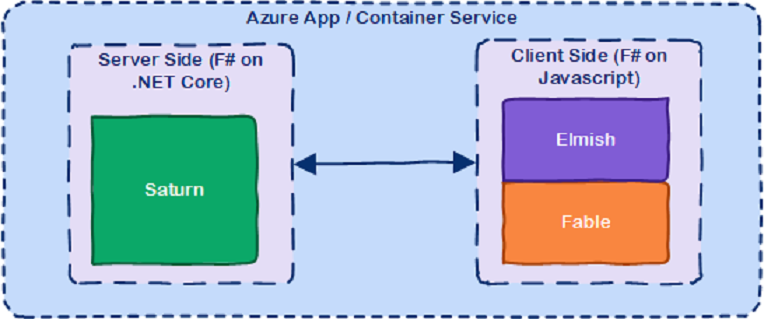 Azure App / Container Service
Server Side (F# on
.NET Core)
Saturn
Client Side (F# on
Javascript)
Elmish
Fable